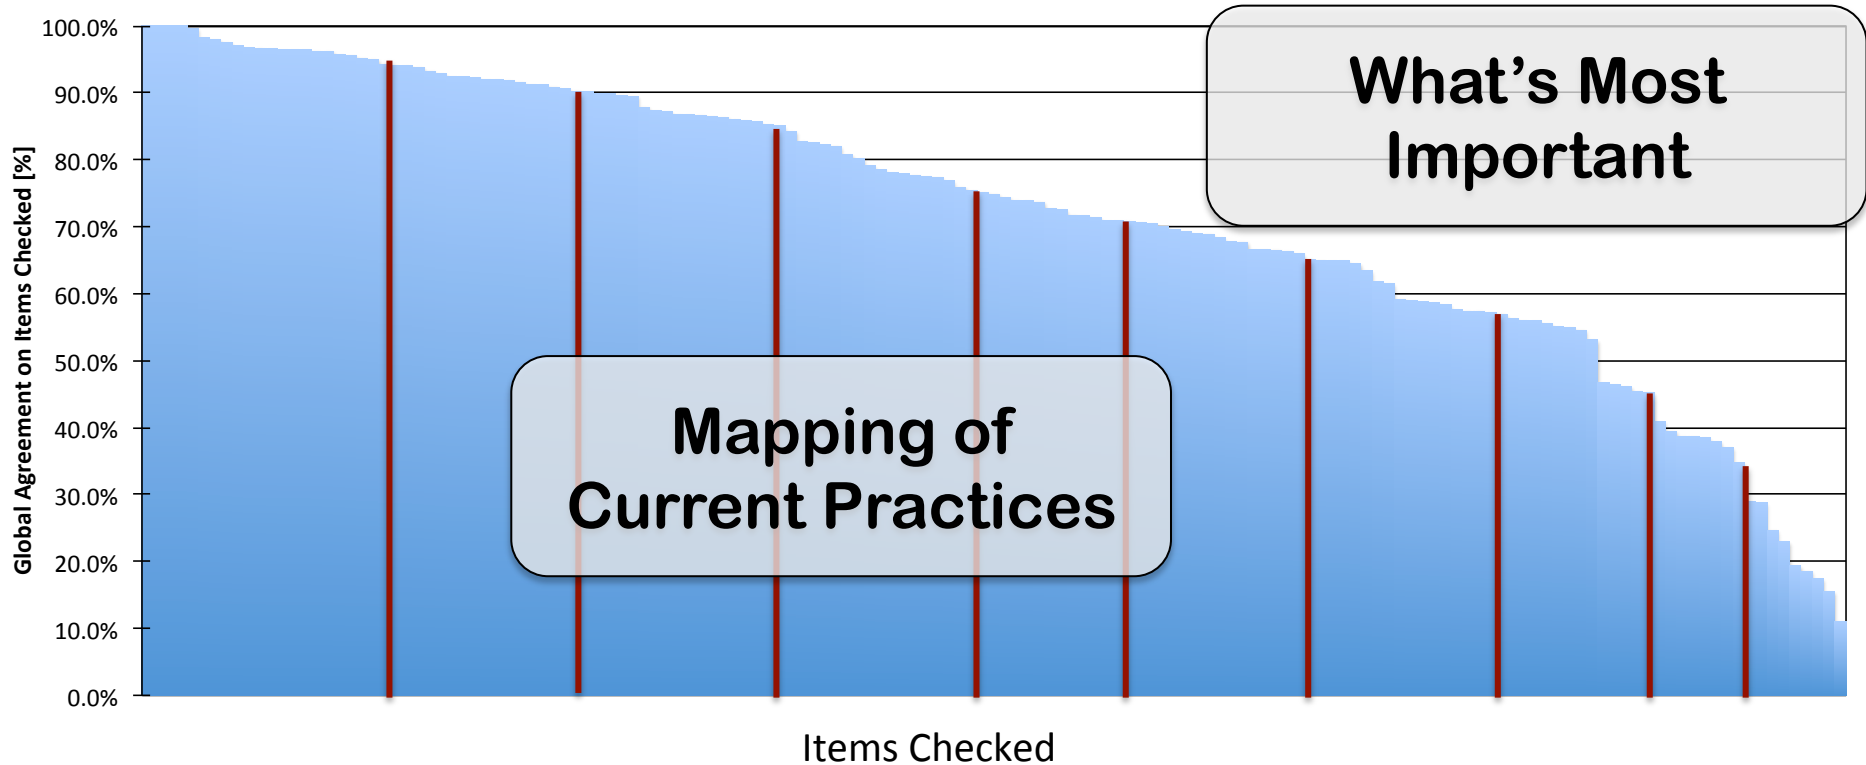 What’s Most
Important
100.0%
90.0%
80.0%
70.0%
60.0%
50.0%
40.0%
30.0%
20.0%
10.0%
0.0%
Global Agreement on Items Checked [%]
Mapping of
Current Practices
Items Checked